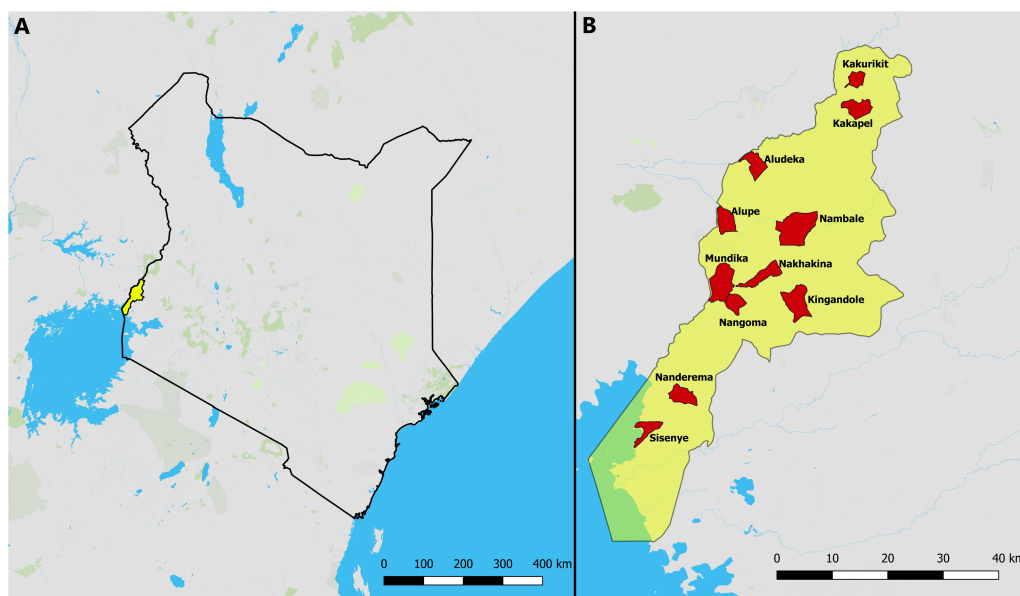 A
B
Kakurikit
Kakapel
Aludeka
Alupe
Nambale
Mundika
Nakhakina
Kingandole
Nangoma
Nanderema
Sisenye
0 100 200 300 400 km
0 10 20 30 40 km